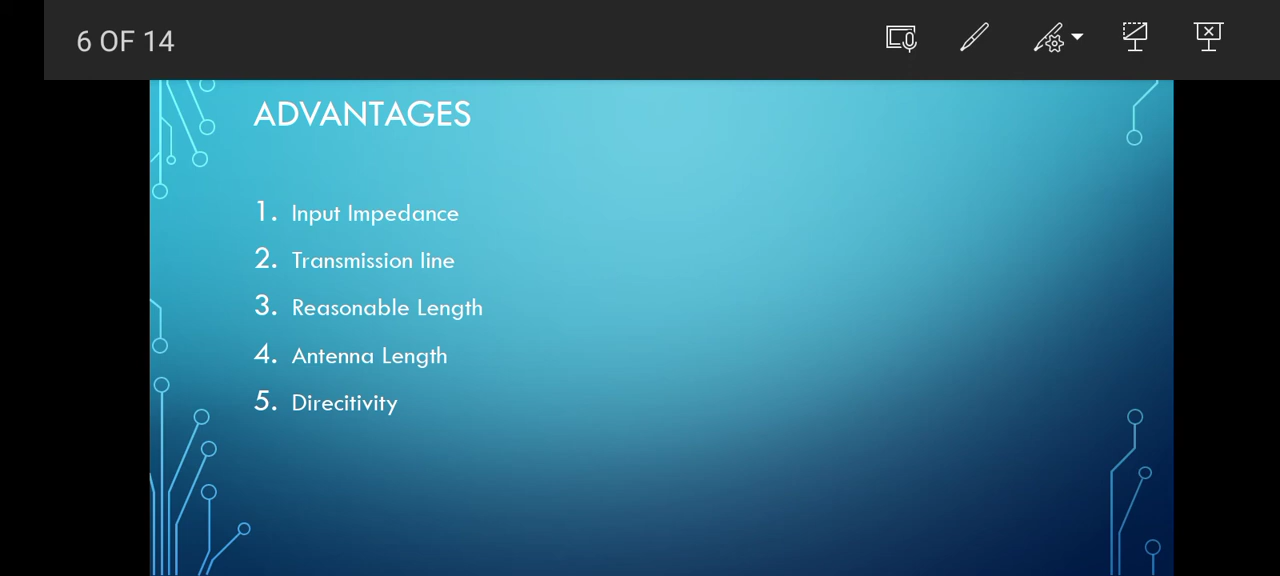 6 OF 14
ADVANTAGES
1. Input Impedance
2. Transmission line
3. Reasonable Length
4. Antenna Length
5. Direcitivity